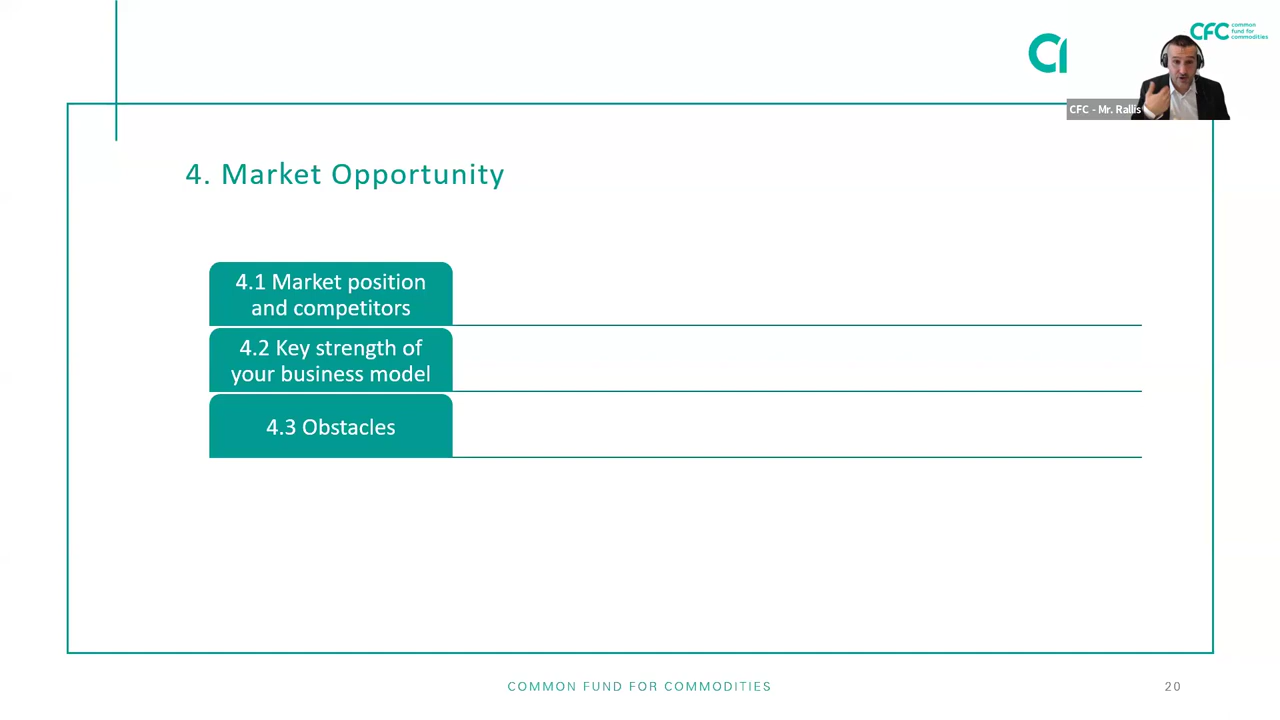 CFC common
fund for
commodities
CFC - Mr. Rallis
4. Market Opportunity
4.1 Market position
and competitors
4.2 Key strength of
your business model
4.3 Obstacles
COMMON FUND FOR COMMODITIES
20